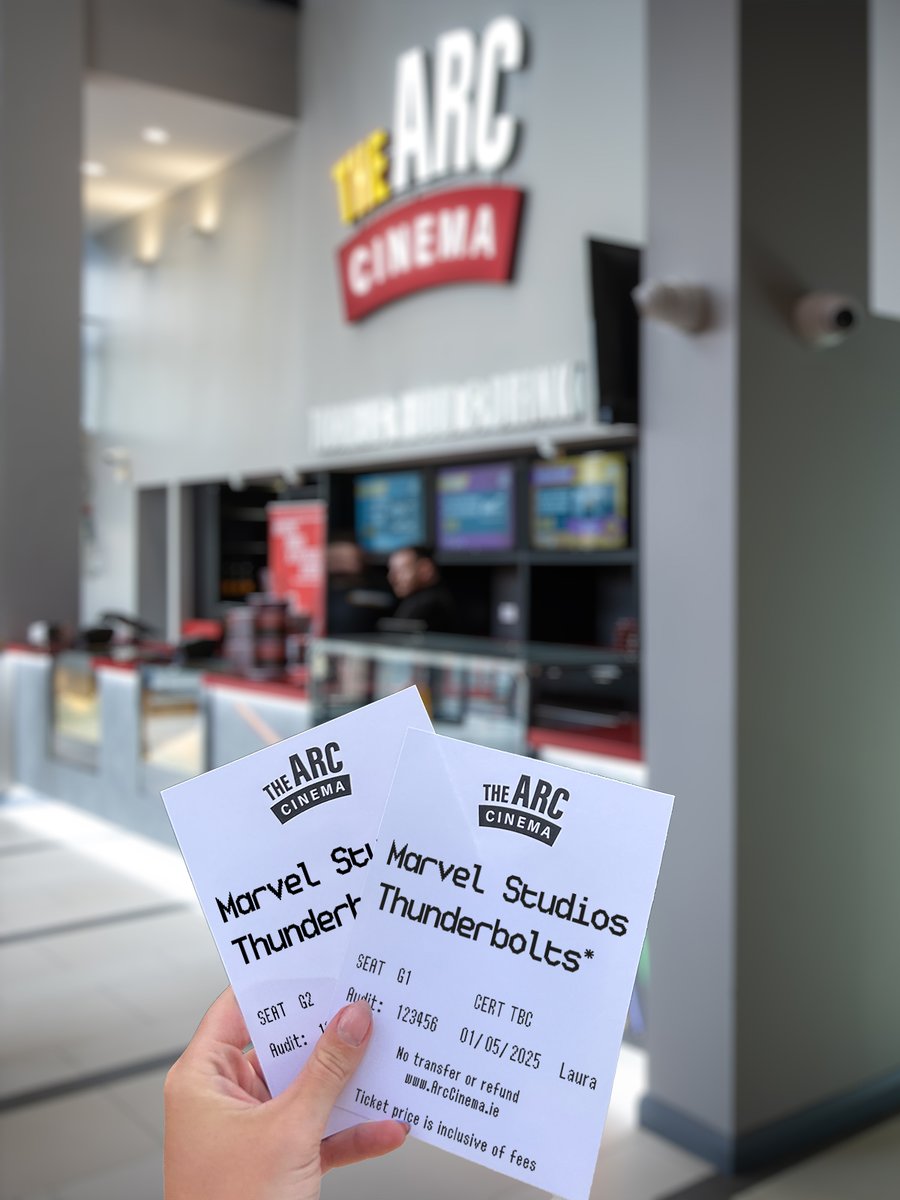 THE ARC
CINEMA
THE ARC
CINEMA
Marvel Stu
Thunderb
SEAT G2
Audit: 1
THE ARC
CINEMA
Marvel Studios
Thunderbolts*
SEAT G1
CERT TBC
Audit: 123456
01/05/2025
Laura
No transfer or refund
www.ArcCinema.ie
Ticket price is inclusive of fees